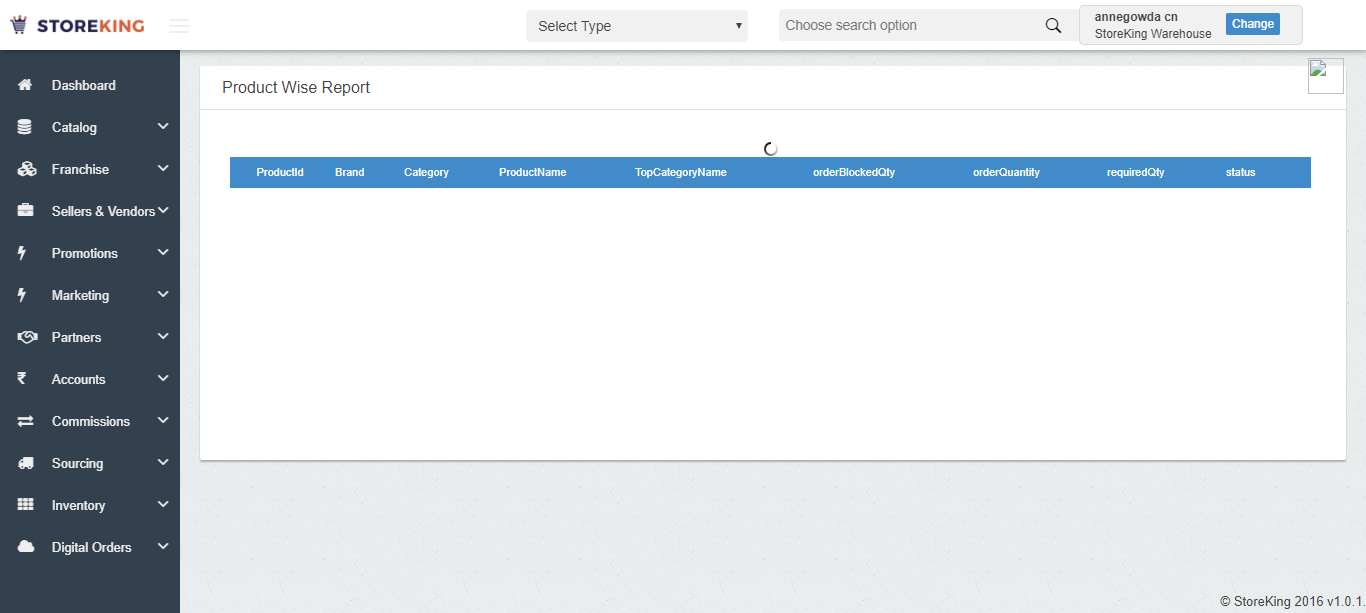 STOREKING
Select Type
Choose search option
annegowda cn
StoreKing Warehouse
Change
Dashboard
Catalog
Franchise
Sellers & Vendors
Promotions
Marketing
Partners
Accounts
Commissions
Sourcing
Inventory
Digital Orders
Product Wise Report
ProductId Brand Category ProductName TopCategoryName orderBlockedQty orderQuantity requiredQty status
© StoreKing 2016 v1.0.1.